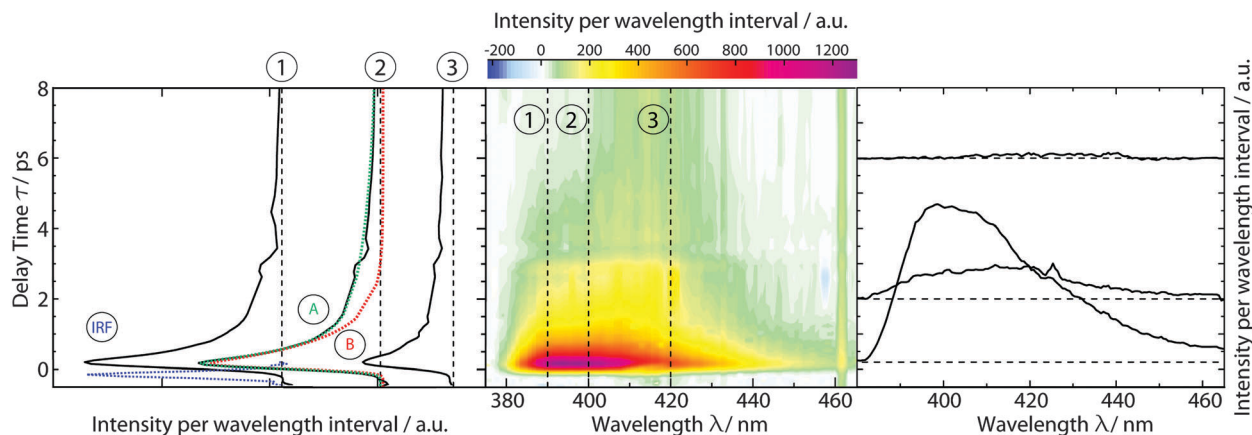 Intensity per wavelength interval / a.u.
1 2 3
-200 0 200 400 600 800 1000 1200
8
6
4
2
0
Delay Time τ / ps
IRF
A
B
Intensity per wavelength interval / a.u.
1 2 3
380 400 420 440 460
Wavelength λ / nm
400 420 440 460
Wavelength λ / nm
Intensity per wavelength interval / a.u.